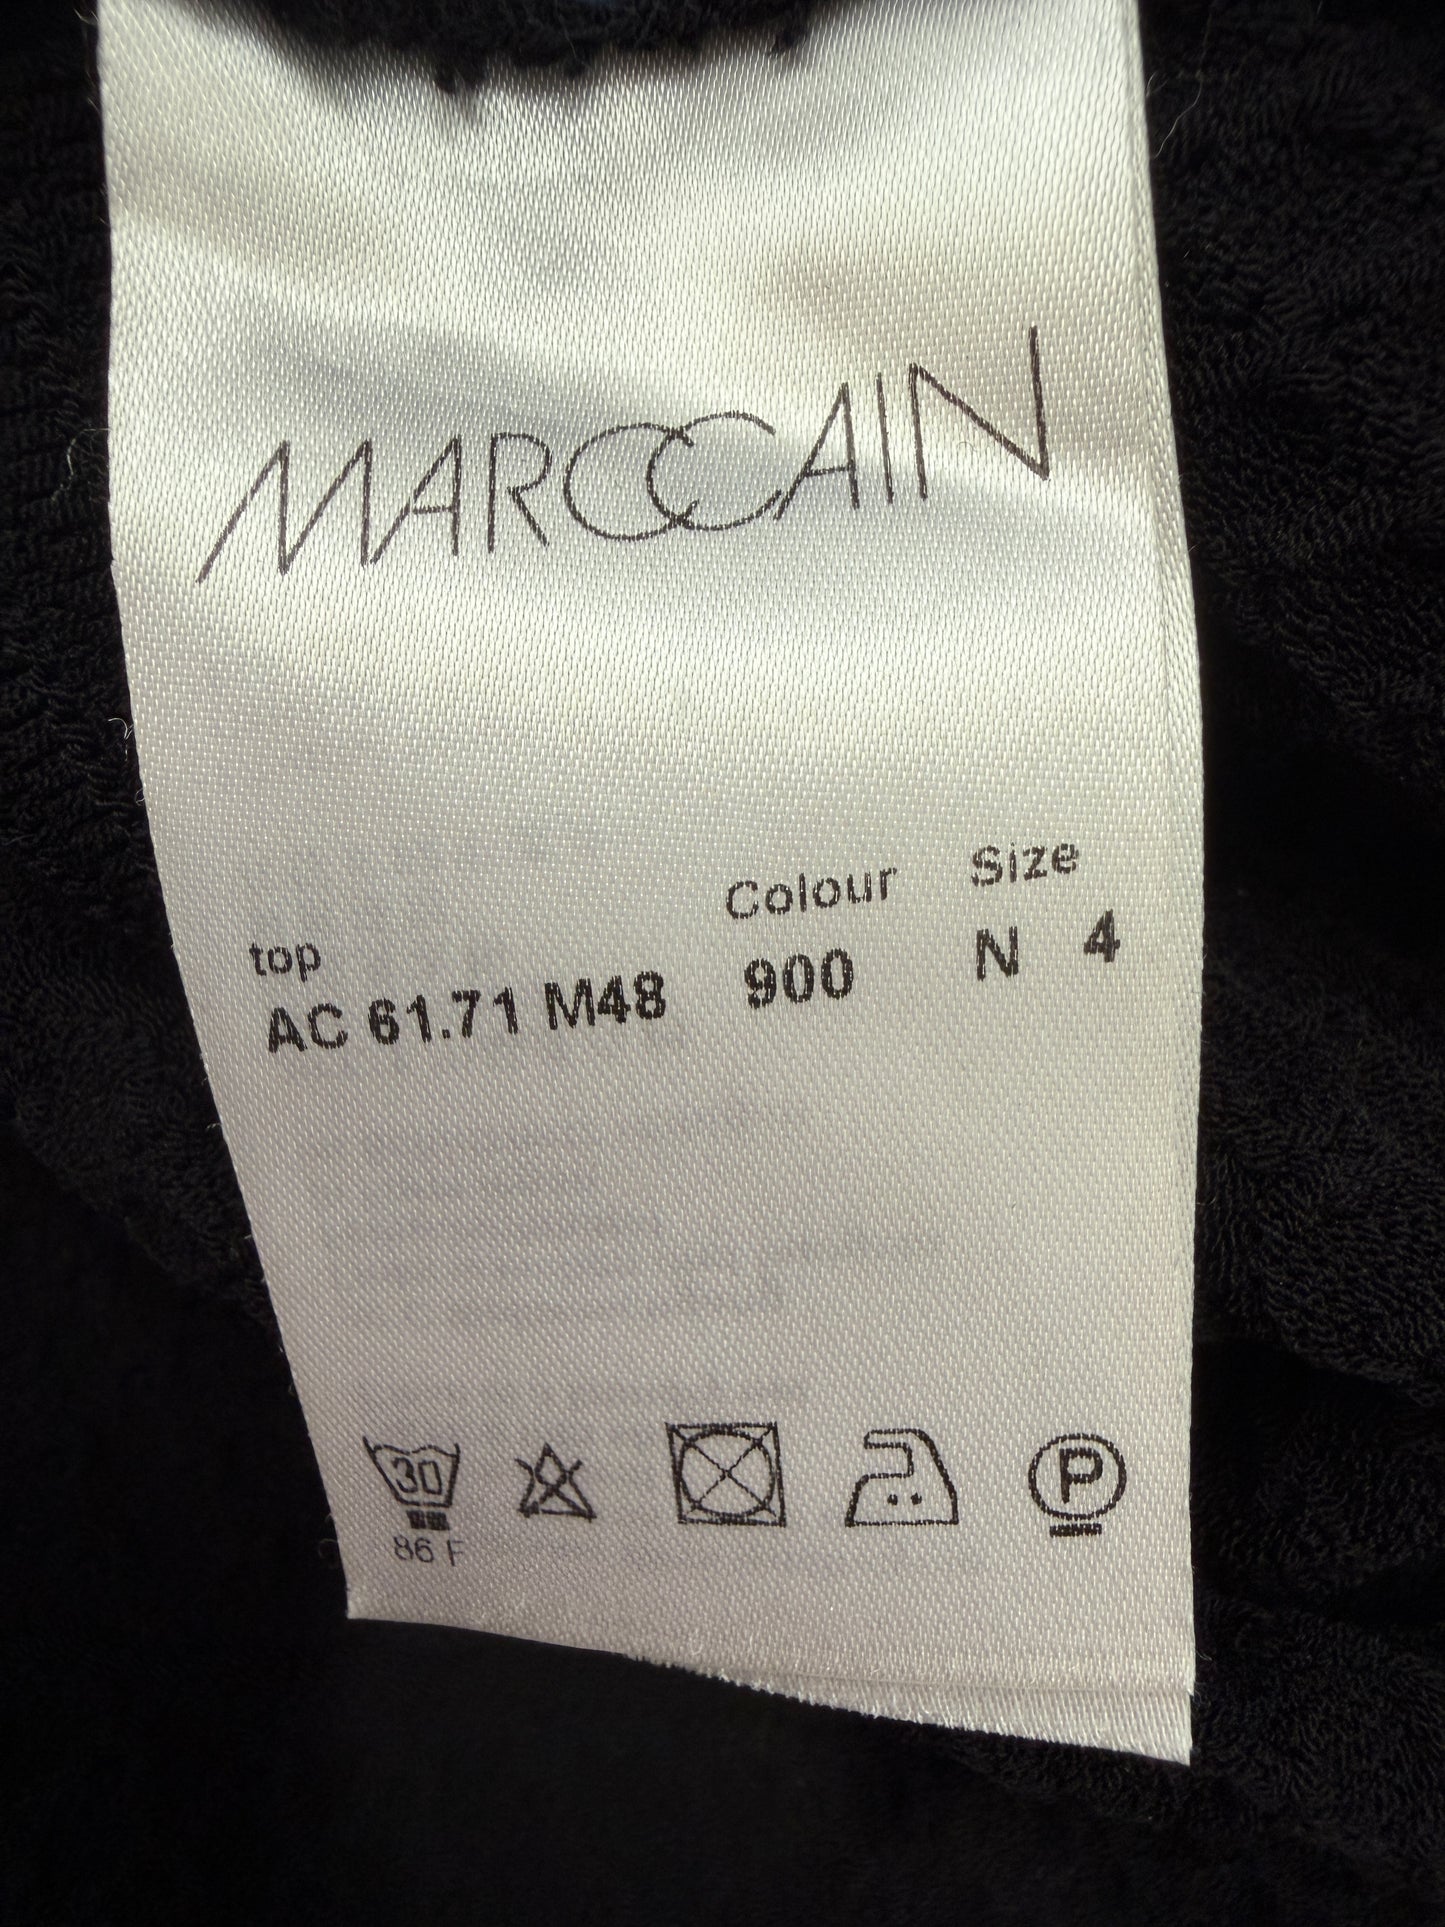 MARCCAIN
Colour Size
top
AC 61.71 M48 900 N 4
30
P
86 F